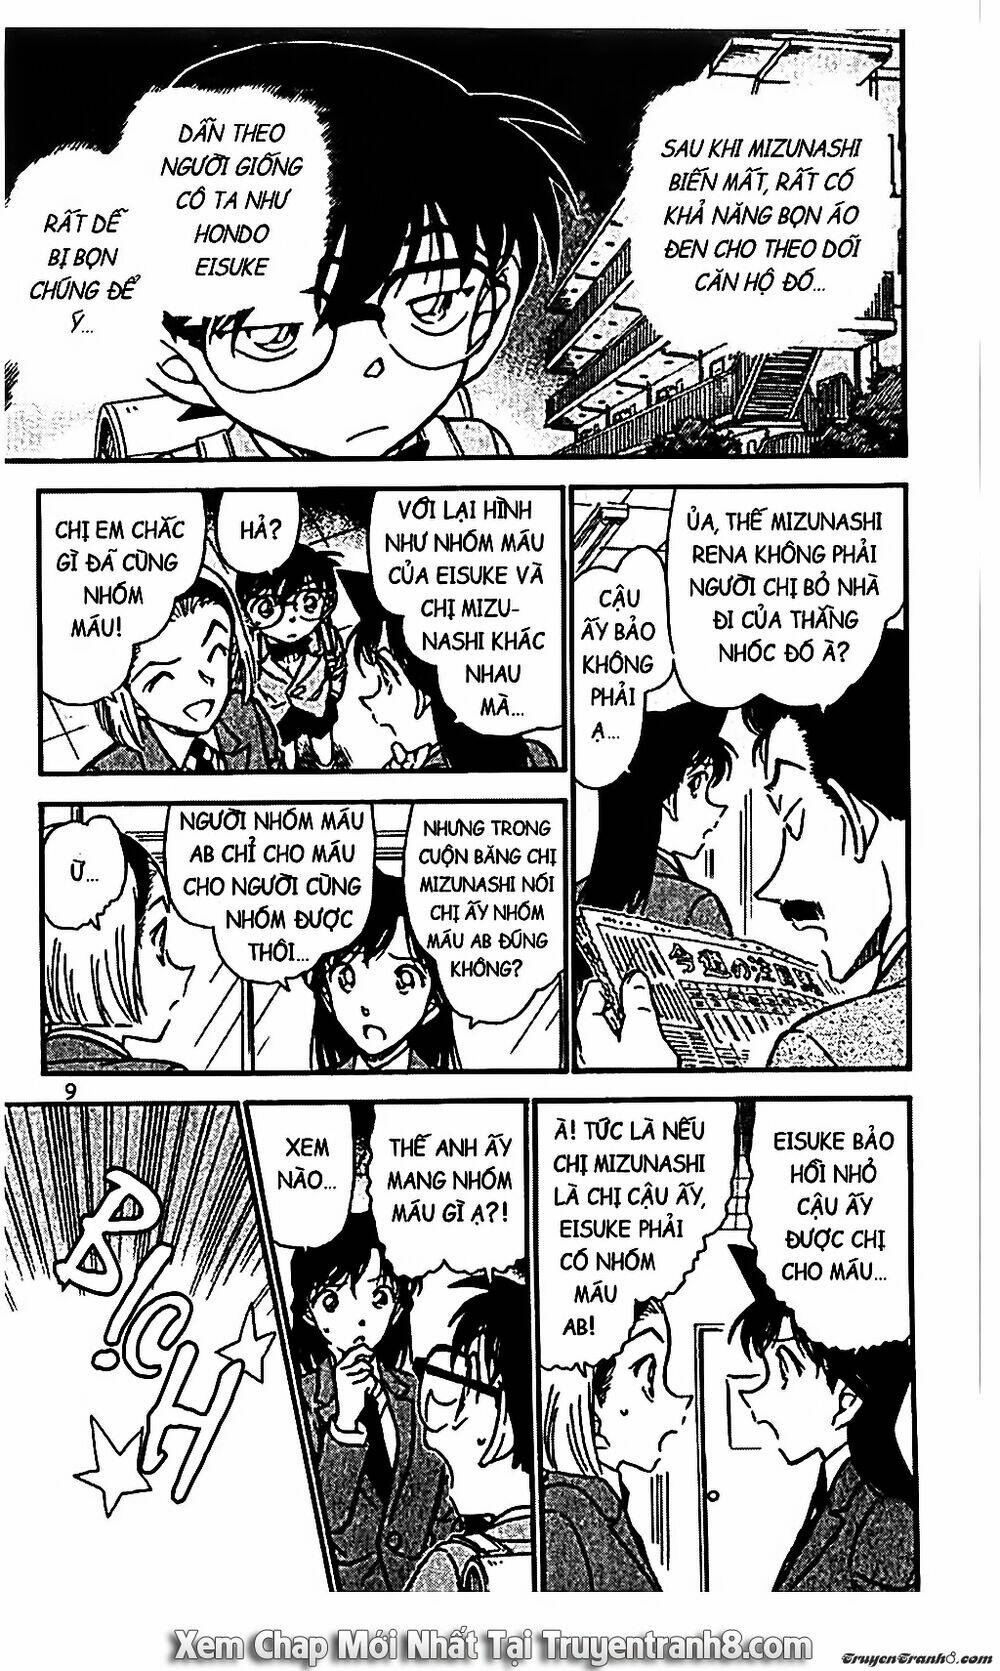 SAU KHI MIZUNASHI
BIẾN MẤT, RẤT CÓ
KHẢ NĂNG BỌN ÁO
ĐEN CHO THEO DÕI
CĂN HỘ ĐÓ...
DẪN THEO
NGƯỜI GIỐNG
CÔ TA NHƯ
HONDO
EISUKE
RẤT DỄ
BỊ BỌN
CHÚNG ĐỂ
Ý...
ỦA, THẾ MIZUNASHI
RENA KHÔNG PHẢI
NGƯỜI CHỊ BỎ NHÀ
ĐI CỦA THẰNG
NHÓC ĐÓ À?
CẬU
ẤY BẢO
KHÔNG
PHẢI
Ạ...
VỚI LẠI HÌNH
NHƯ NHÓM MÁU
CỦA EISUKE VÀ
CHỊ MIZU-
NASHI KHÁC
NHAU
MÀ...
HẢ?
CHỊ EM CHẮC
GÌ ĐÃ CÙNG
NHÓM
MÁU!
NHƯNG TRONG
CUỘN BĂNG CHỊ
MIZUNASHI NÓI
CHỊ ẤY NHÓM
MÁU AB ĐÚNG
KHÔNG?
NGƯỜI NHÓM MÁU
AB CHỈ CHO MÁU
CHO NGƯỜI CÙNG
NHÓM ĐƯỢC
THÔI...
Ừ...
9
EISUKE BẢO
HỒI NHỎ
CẬU ẤY
ĐƯỢC CHỊ
CHO MÁU...
À! TỨC LÀ NẾU
CHỊ MIZUNASHI
LÀ CHỊ CẬU ẤY,
EISUKE PHẢI
CÓ NHÓM
MÁU
AB!
THẾ ANH ẤY
MANG NHÓM
MÁU GÌ Ạ?!
XEM
NÀO...
BỊCH
Xem Chap Mới Nhất Tại Truyentranh8.com
TruyenTranh8.com